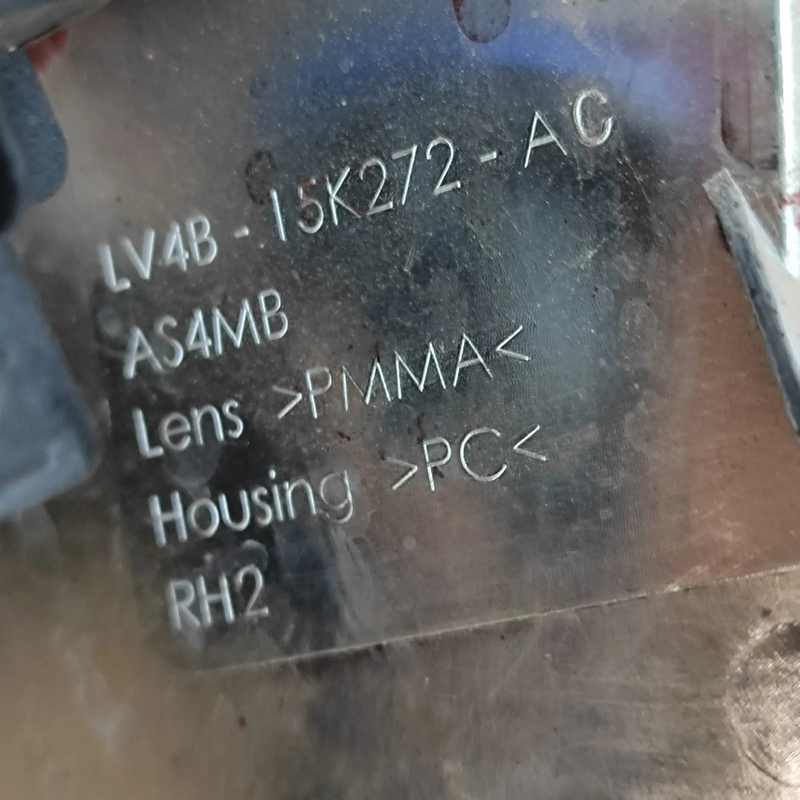 LV4B - 15K272 - AC
AS4MB
Lens >PMMA<
Housing >PC<
RH2